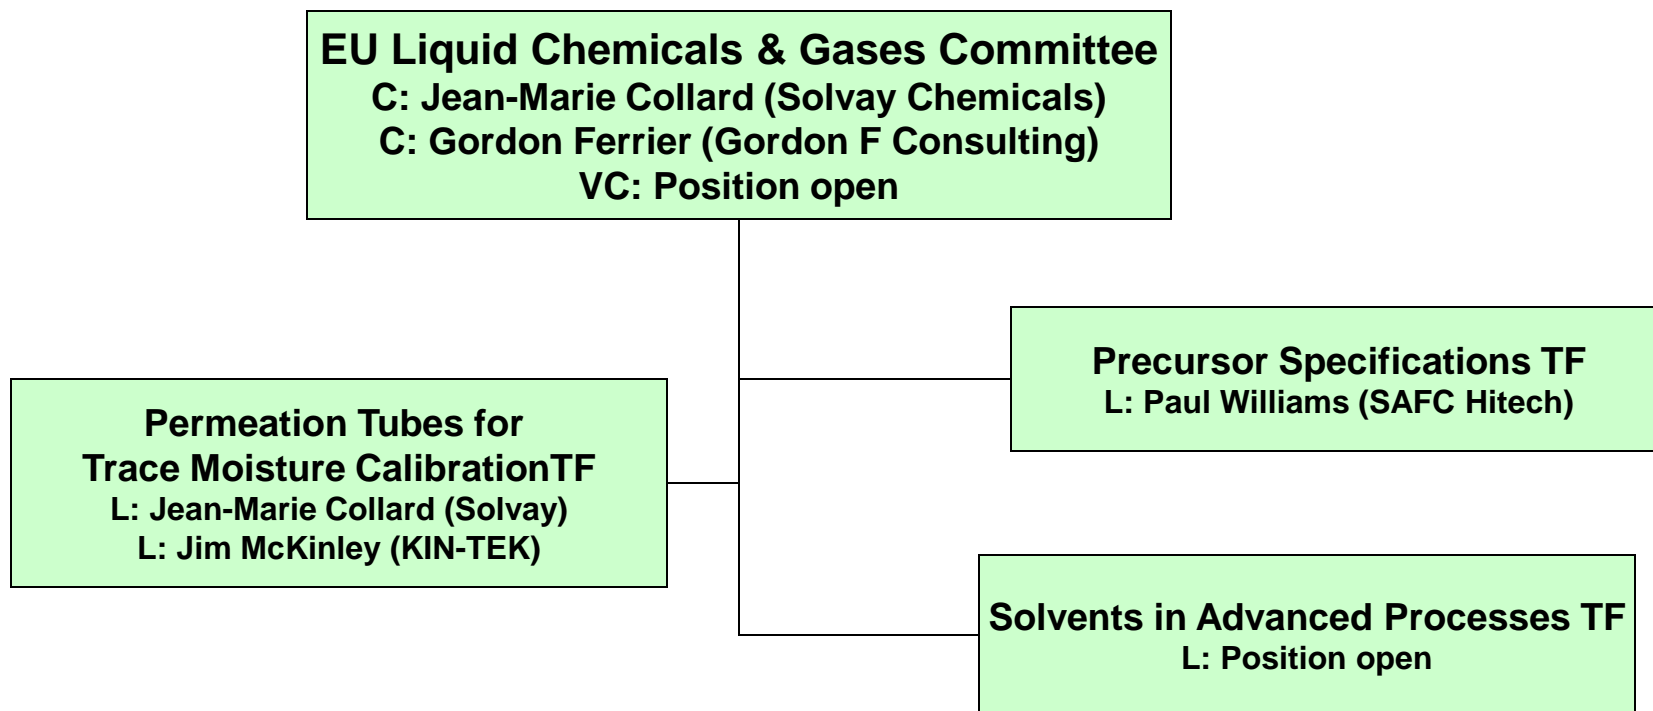 EU Liquid Chemicals & Gases Committee
C: Jean-Marie Collard (Solvay Chemicals)
C: Gordon Ferrier (Gordon F Consulting)
VC: Position open
Precursor Specifications TF
L: Paul Williams (SAFC Hitech)
Permeation Tubes for
Trace Moisture CalibrationTF
L: Jean-Marie Collard (Solvay)
L: Jim McKinley (KIN-TEK)
Solvents in Advanced Processes TF
L: Position open